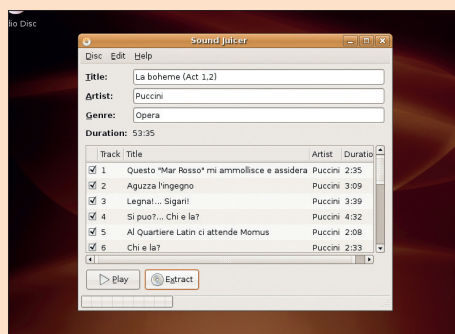 dio Disc
Sound Juicer
Disc Edit Help
Title: La boheme (Act 1,2)
Artist: Puccini
Genre: Opera
Duration: 53:35
Track Title Artist Duratio
1 Questo "Mar Rosso" mi ammollisce e assidera Puccini 2:35
2 Aguzza l'ingegno Puccini 3:09
3 Legna!... Sigari! Puccini 3:39
4 Si puo?... Chi e la? Puccini 4:32
5 Al Quartiere Latin ci attende Momus Puccini 2:08
6 Chi e la? Puccini 2:33
Play Extract